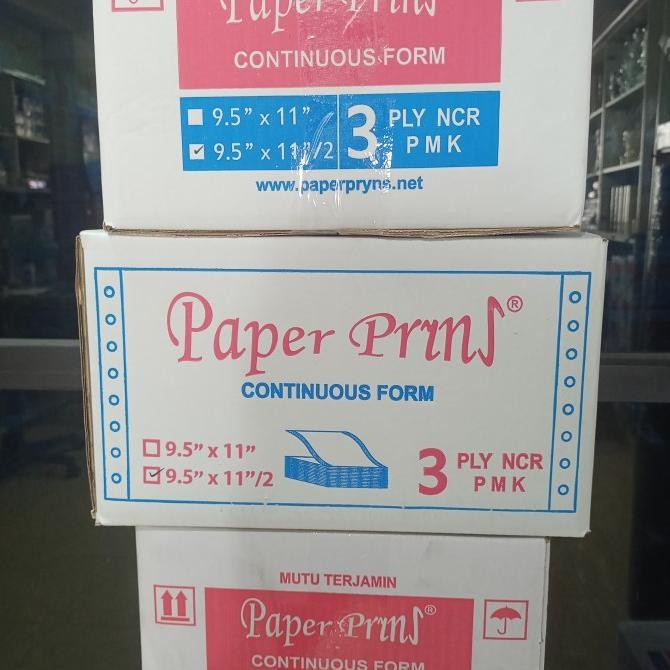 Paper Prins
CONTINUOUS FORM
9.5" x 11"
9.5" x 11"/2
3 PLY NCR
PMK
www.paperpryns.net
Paper Prins®
CONTINUOUS FORM
9.5" x 11"
9.5" x 11"/2
3 PLY NCR
PMK
MUTU TERJAMIN
Paper Prins®
CONTINUOUS FORM